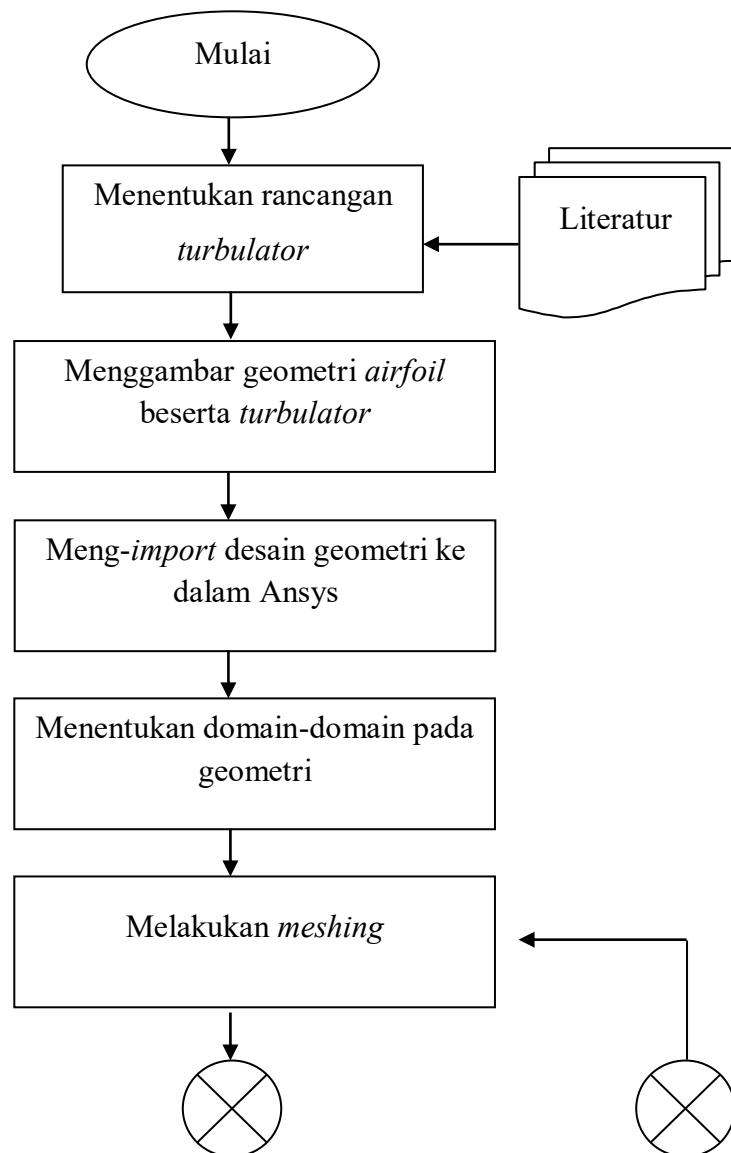 Mulai
Menentukan rancangan
turbulator
Literatur
Menggambar geometri airfoil
beserta turbulator
Meng-import desain geometri ke
dalam Ansys
Menentukan domain-domain pada
geometri
Melakukan meshing